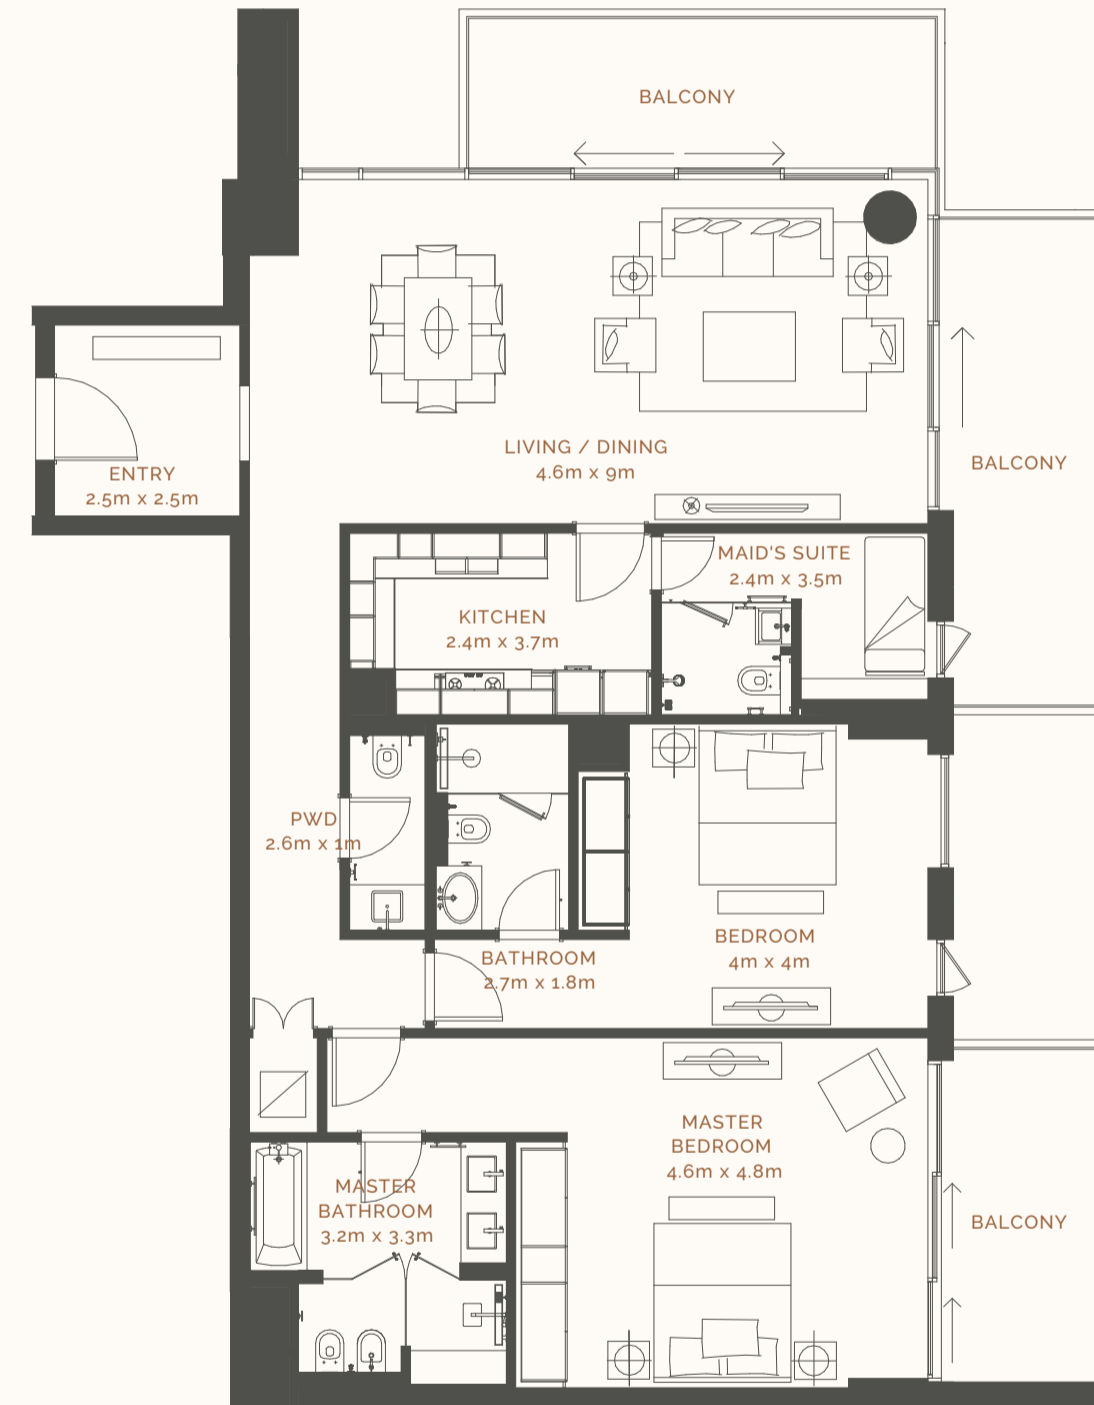 BALCONY
LIVING / DINING
4.6m x 9m
BALCONY
ENTRY
2.5m x 2.5m
MAID'S SUITE
2.4m x 3.5m
KITCHEN
2.4m x 3.7m
PWD
2.6m x 1m
BATHROOM
2.7m x 1.8m
BEDROOM
4m x 4m
MASTER
BEDROOM
4.6m x 4.8m
MASTER
BATHROOM
3.2m x 3.3m
BALCONY